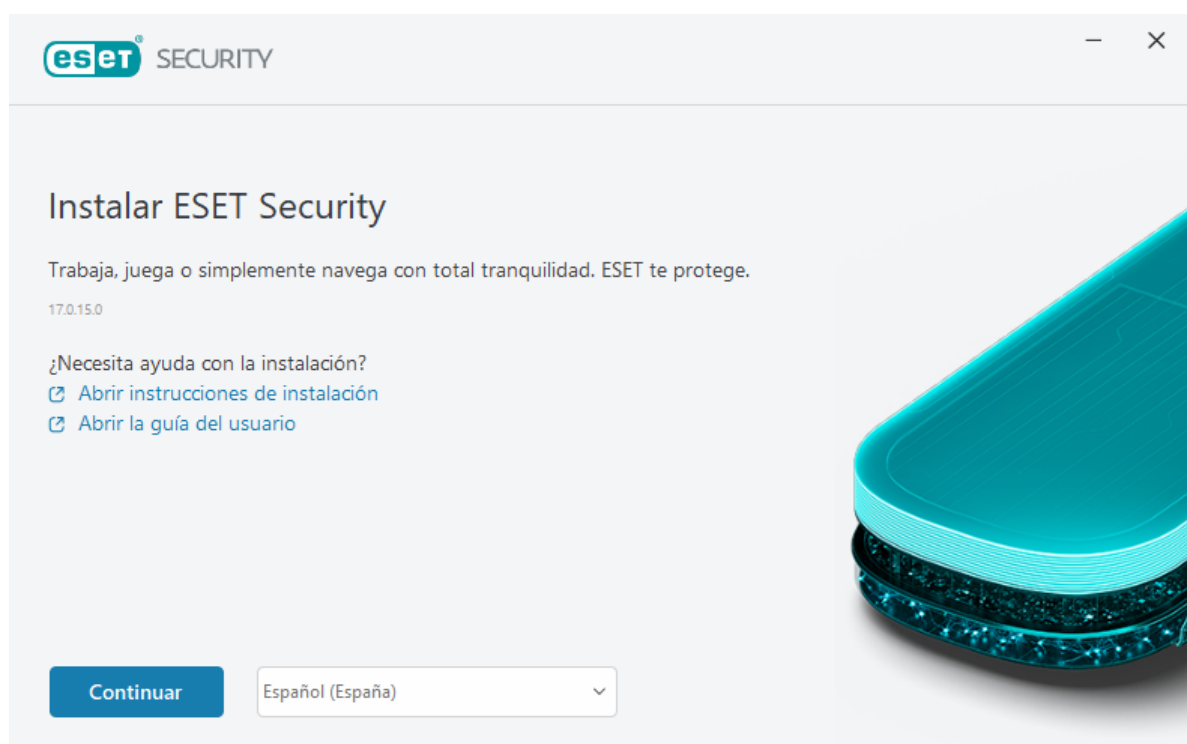 eset® SECURITY
Instalar ESET Security
Trabaja, juega o simplemente navega con total tranquilidad. ESET te protege.
17.0.15.0
¿Necesita ayuda con la instalación?
Abrir instrucciones de instalación
Abrir la guía del usuario
Continuar
Español (España)